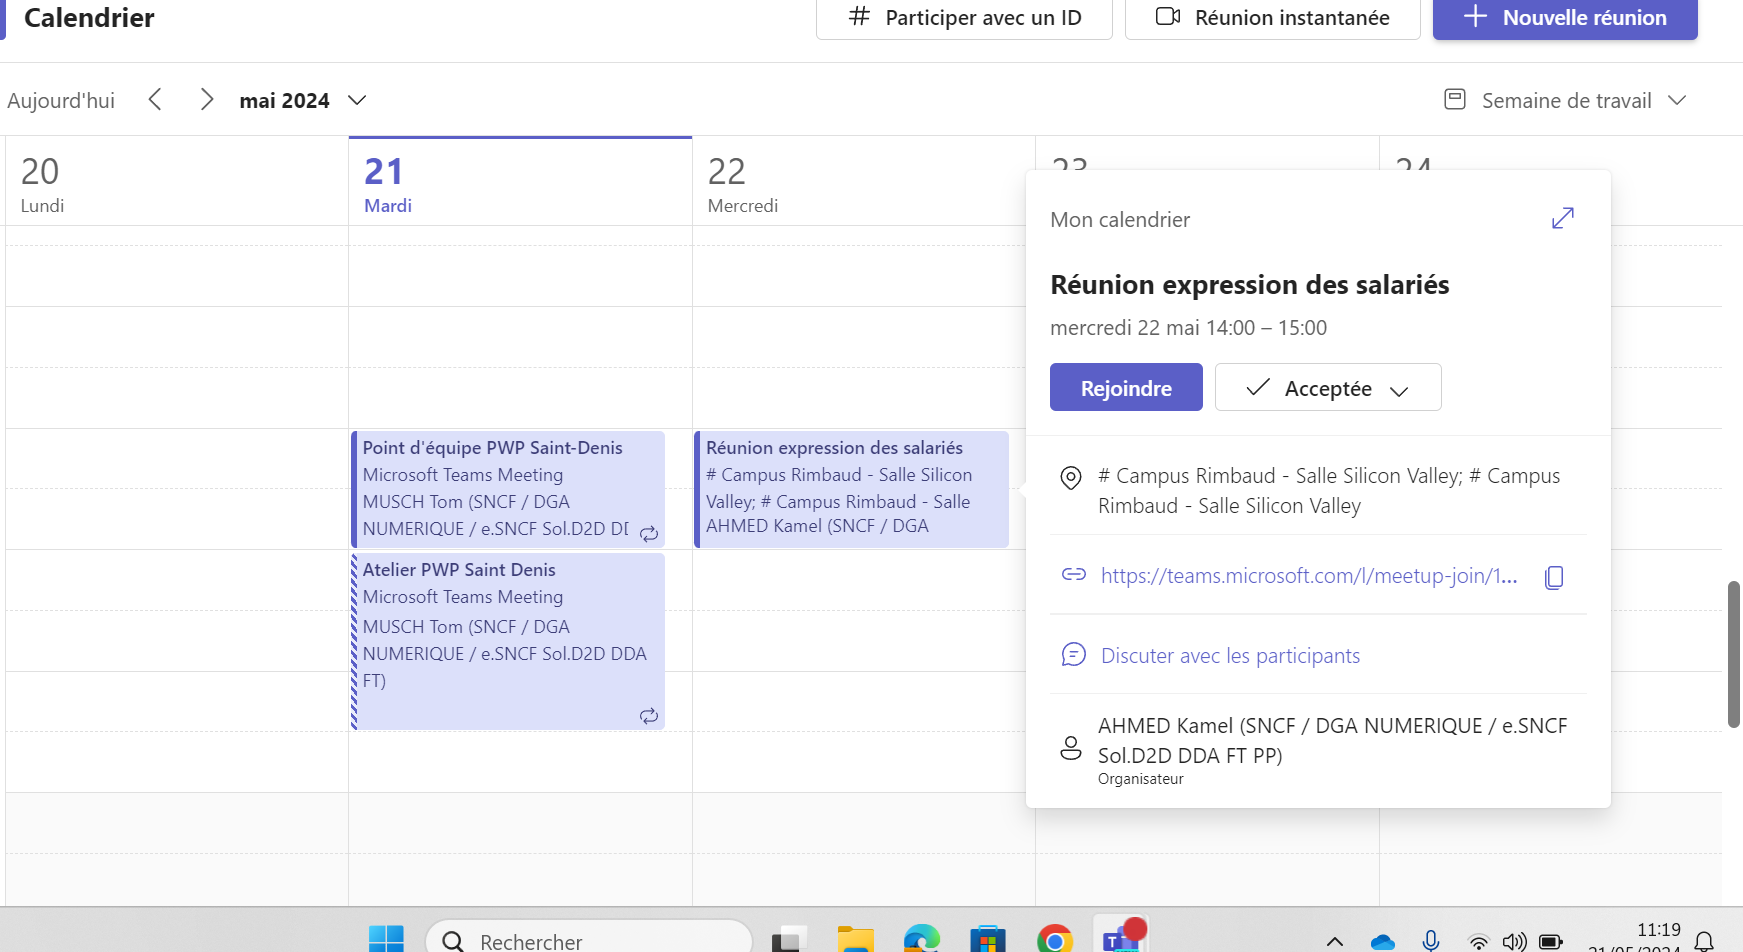 Calendrier
Participer avec un ID
Réunion instantanée
Nouvelle réunion
Aujourd'hui
mai 2024
Semaine de travail
20
Lundi
21
Mardi
22
Mercredi
23
24
Point d'équipe PWP Saint-Denis
Microsoft Teams Meeting
MUSCH Tom (SNCF / DGA
NUMERIQUE / e.SNCF Sol.D2D DD
Atelier PWP Saint Denis
Microsoft Teams Meeting
MUSCH Tom (SNCF / DGA
NUMERIQUE / e.SNCF Sol.D2D DDA
FT)
Réunion expression des salariés
# Campus Rimbaud - Salle Silicon
Valley; # Campus Rimbaud - Salle
AHMED Kamel (SNCF / DGA
Mon calendrier
Réunion expression des salariés
mercredi 22 mai 14:00 – 15:00
Rejoindre
Acceptée
# Campus Rimbaud - Salle Silicon Valley; # Campus
Rimbaud - Salle Silicon Valley
https://teams.microsoft.com/l/meetup-join/1...
Discuter avec les participants
AHMED Kamel (SNCF / DGA NUMERIQUE / e.SNCF
Sol.D2D DDA FT PP)
Organisateur
Rechercher
11:19
21/05/2024